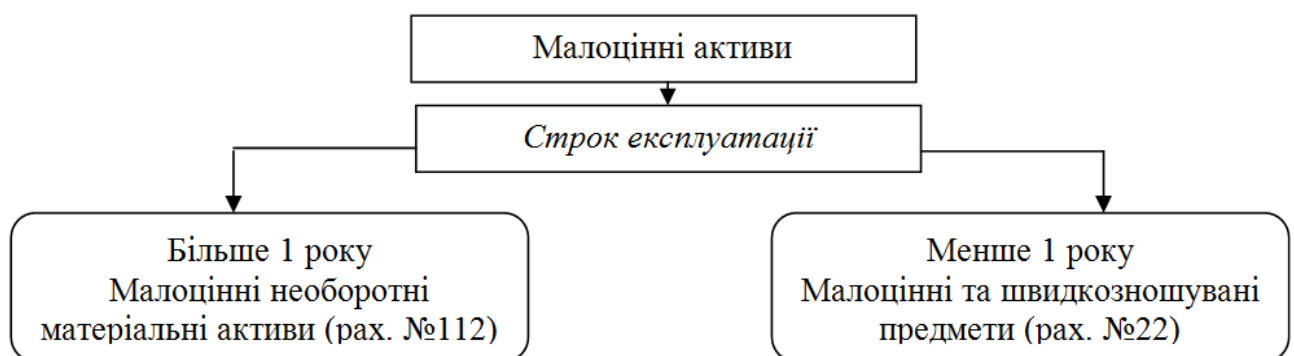 Малоцінні активи
Строк експлуатації
Більше 1 року
Малоцінні необоротні
матеріальні активи (рах. №112)
Менше 1 року
Малоцінні та швидкозношувані
предмети (рах. №22)